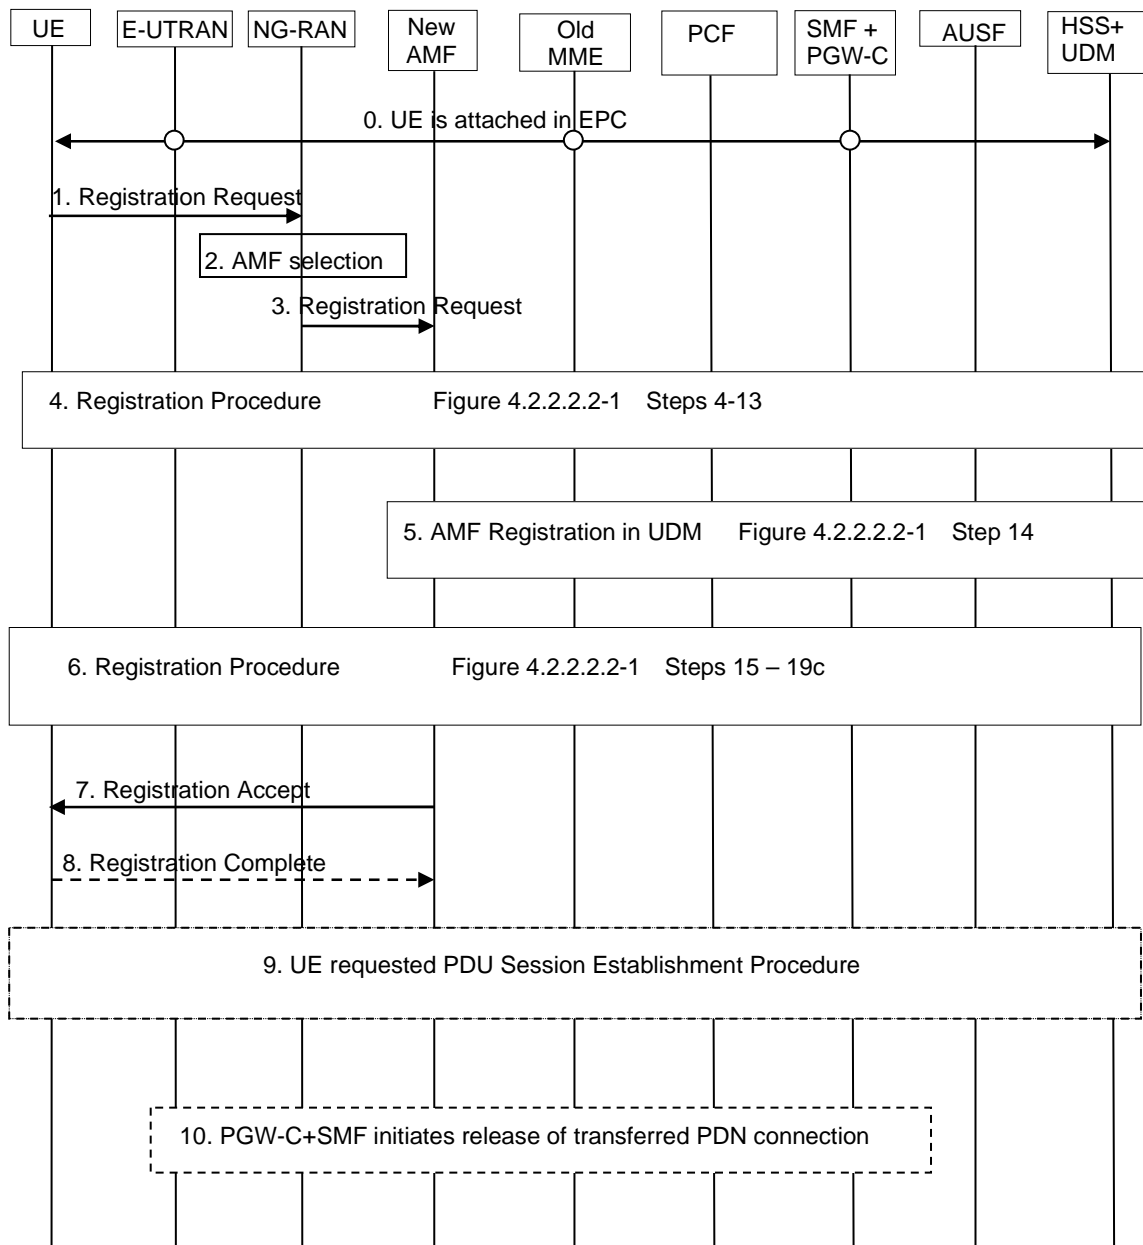 UE
E-UTRAN
NG-RAN
New
AMF
Old
MME
PCF
SMF +
PGW-C
AUSF
HSS+
UDM
0. UE is attached in EPC
1. Registration Request
2. AMF selection
3. Registration Request
4. Registration Procedure Figure 4.2.2.2.2-1 Steps 4-13
5. AMF Registration in UDM Figure 4.2.2.2.2-1 Step 14
6. Registration Procedure Figure 4.2.2.2.2-1 Steps 15 – 19c
7. Registration Accept
8. Registration Complete
9. UE requested PDU Session Establishment Procedure
10. PGW-C+SMF initiates release of transferred PDN connection